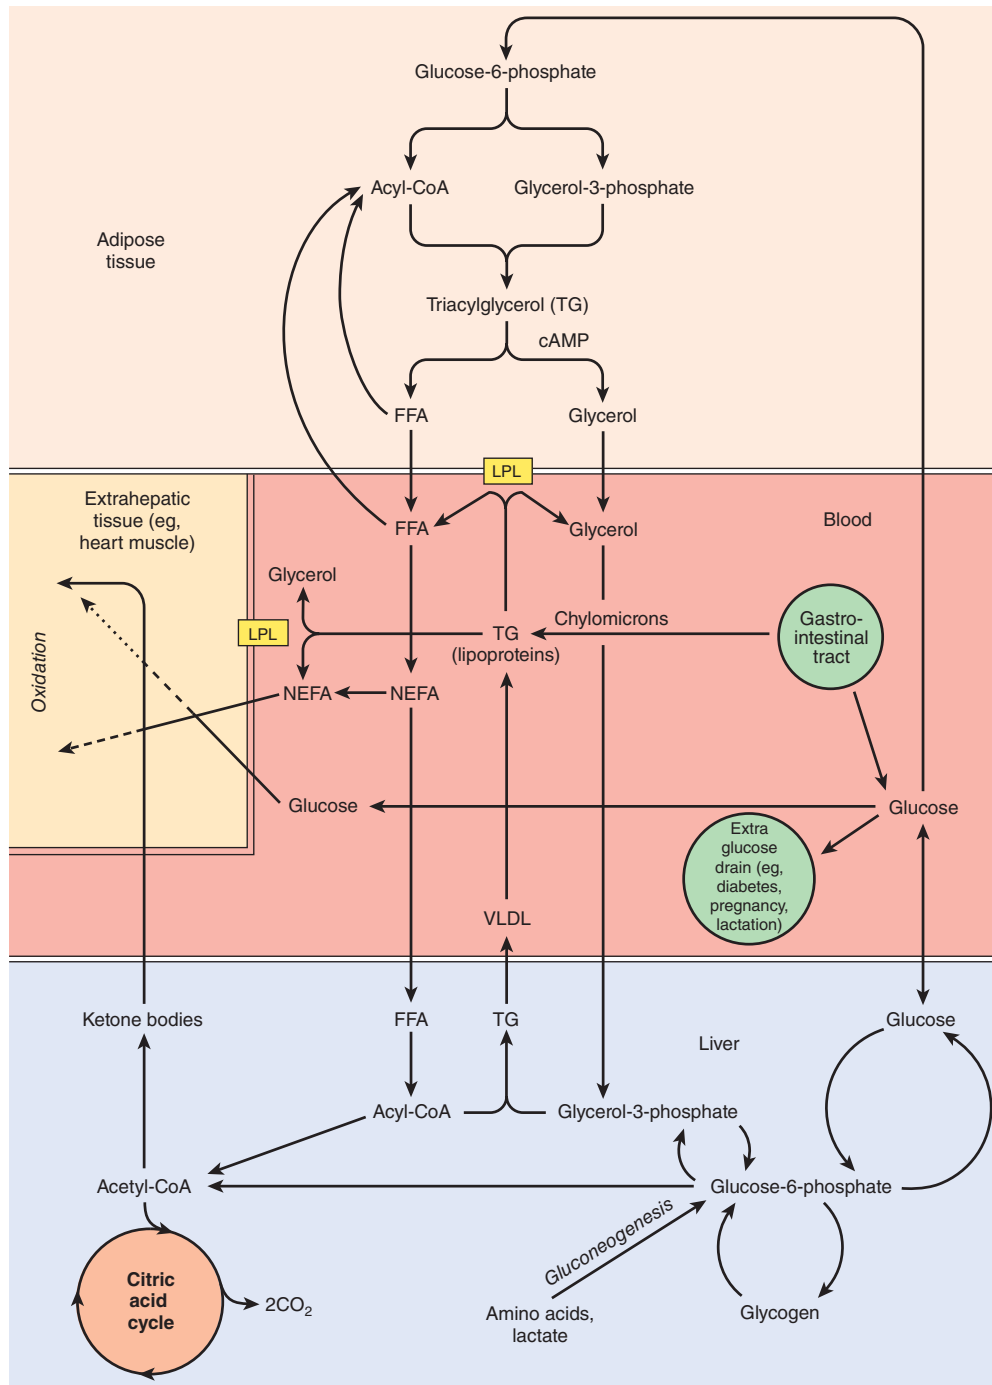 Glucose-6-phosphate
Acyl-CoA
Glycerol-3-phosphate
Adipose
tissue
Triacylglycerol (TG)
cAMP
FFA
Glycerol
LPL
Extrahepatic
tissue (eg,
heart muscle)
Blood
FFA
Glycerol
Glycerol
Chylomicrons
Gastro-
intestinal
tract
LPL
TG
(lipoproteins)
Oxidation
NEFA
NEFA
Glucose
Glucose
Extra
glucose
drain (eg,
diabetes,
pregnancy,
lactation)
VLDL
Ketone bodies
FFA
TG
Glucose
Liver
Acyl-CoA
Glycerol-3-phosphate
Acetyl-CoA
Glucose-6-phosphate
Gluconeogenesis
Citric
acid
cycle
2CO₂
Amino acids,
lactate
Glycogen